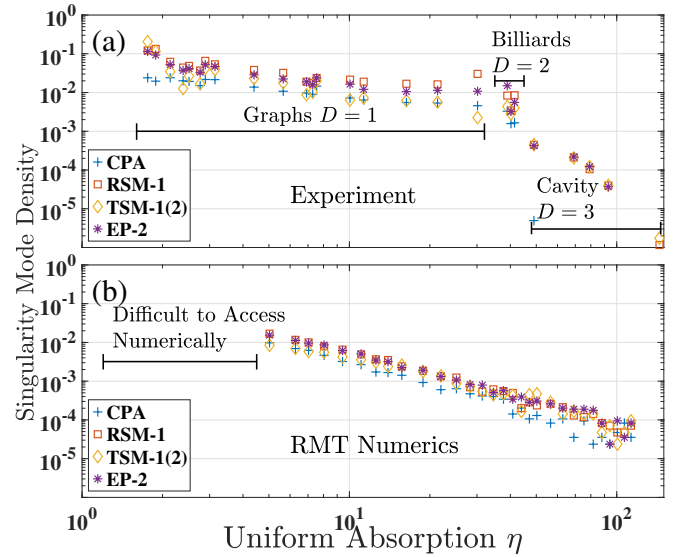 (a)
Billiards
D = 2
10^0
10^-1
10^-2
10^-3
10^-4
10^-5
Graphs D = 1
CPA
RSM-1
TSM-1(2)
EP-2
Experiment
Cavity
D = 3
Singularity Mode Density
(b)
Difficult to Access
Numerically
10^0
10^-1
10^-2
10^-3
10^-4
10^-5
CPA
RSM-1
TSM-1(2)
EP-2
RMT Numerics
10^0
10^1
10^2
Uniform Absorption η